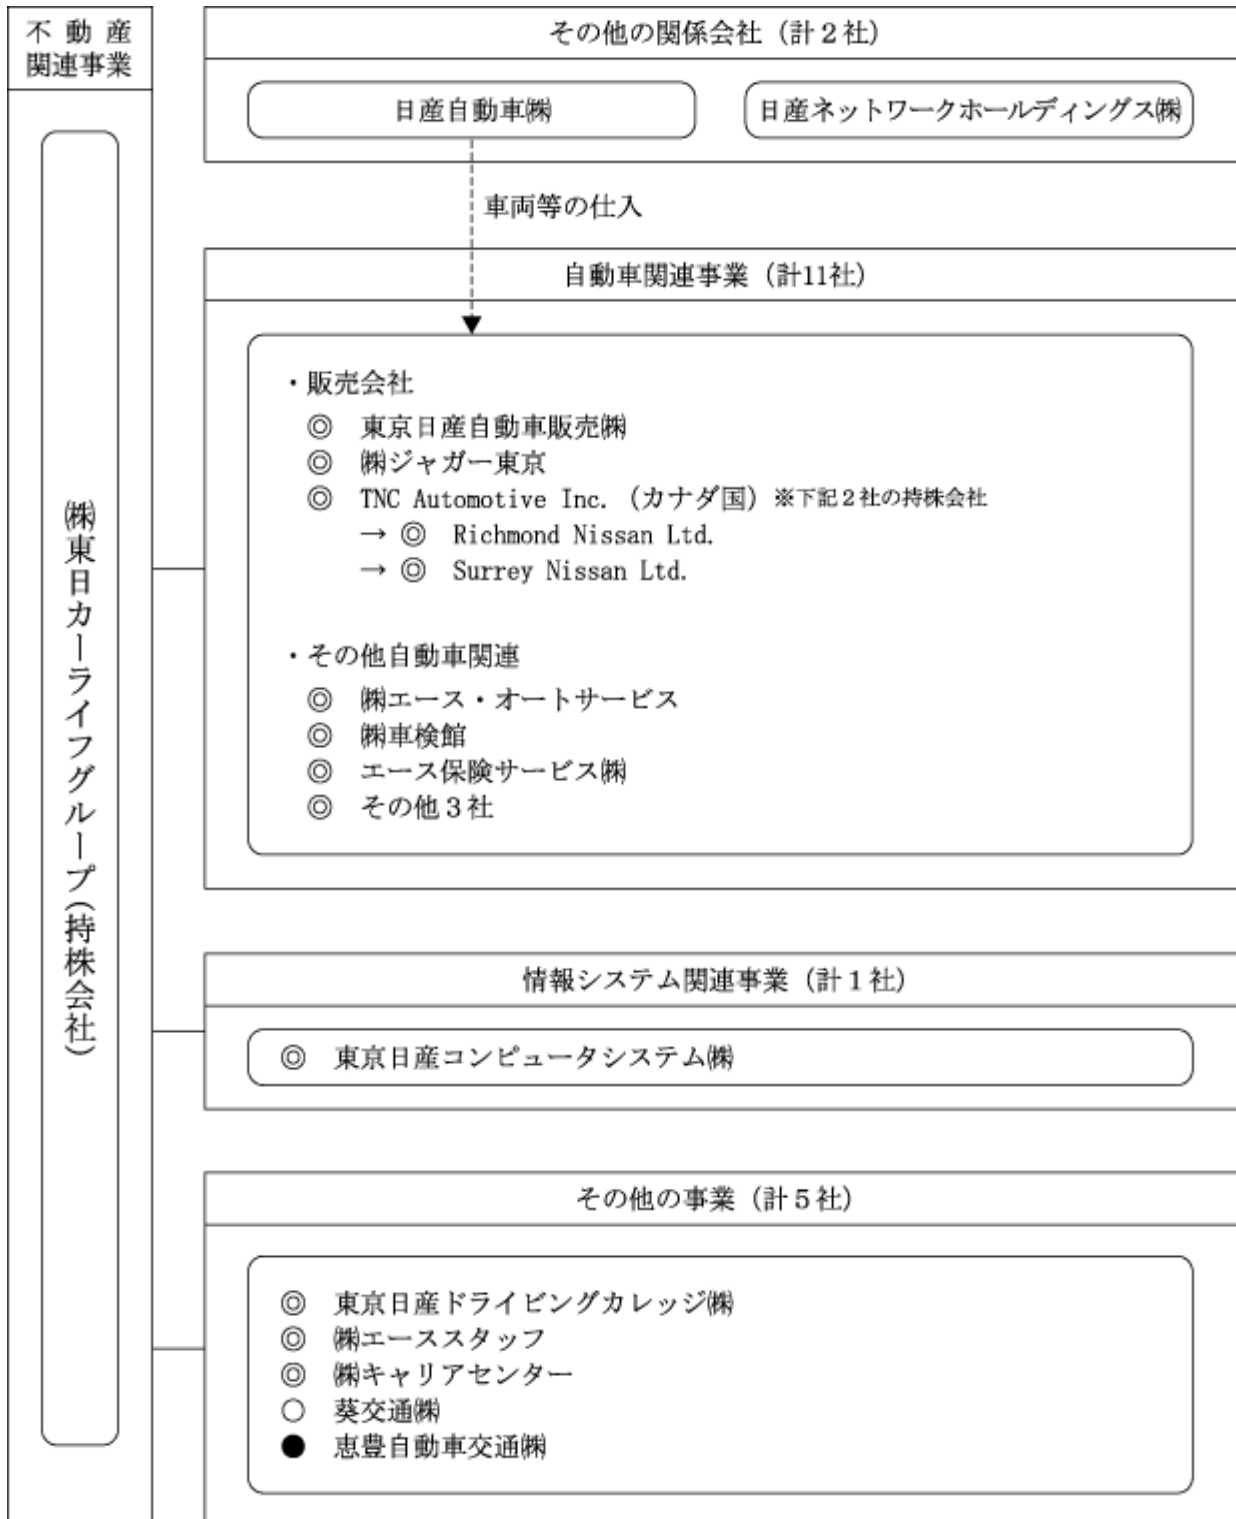 不動産
関連事業
㈱東日カーライフグループ(持株会社)
その他の関係会社（計２社）
日産自動車㈱
日産ネットワークホールディングス㈱
車両等の仕入
自動車関連事業（計11社）
・販売会社
◎ 東京日産自動車販売㈱
◎ ㈱ジャガー東京
◎ TNC Automotive Inc.（カナダ国）※下記２社の持株会社
→ ◎ Richmond Nissan Ltd.
→ ◎ Surrey Nissan Ltd.
・その他自動車関連
◎ ㈱エース・オートサービス
◎ ㈱車検館
◎ エース保険サービス㈱
◎ その他３社
情報システム関連事業（計１社）
◎ 東京日産コンピュータシステム㈱
その他の事業（計５社）
◎ 東京日産ドライビングカレッジ㈱
◎ ㈱エーススタッフ
◎ ㈱キャリアセンター
○ 葵交通㈱
● 恵豊自動車交通㈱